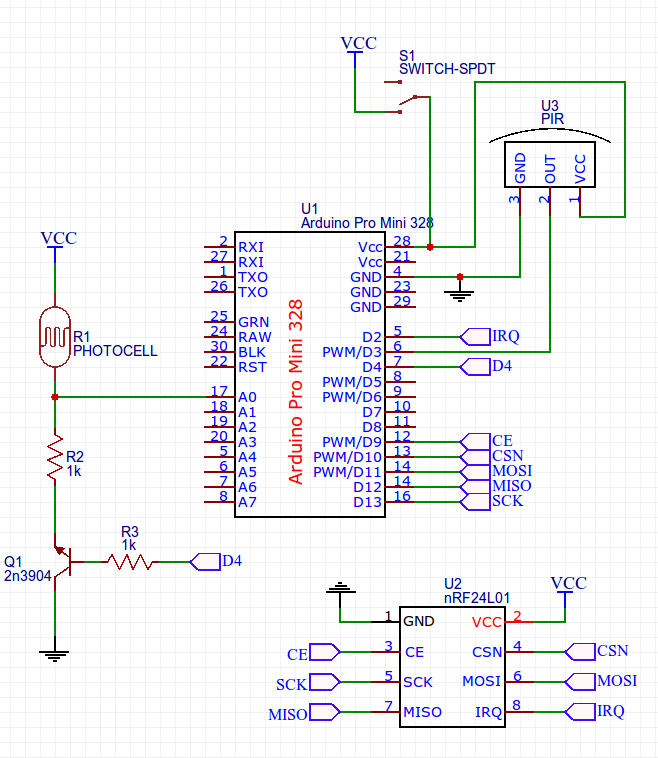 VCC
S1
SWITCH-SPDT
U3
PIR
GND
OUT
VCC
3
2
1
U1
Arduino Pro Mini 328
Arduino Pro Mini 328
2 RXI
27 RXI
1 TXO
26 TXO
25 GRN
24 RAW
30 BLK
22 RST
17 A0
18 A1
19 A2
20 A3
5 A4
6 A5
7 A6
8 A7
Vcc 28
Vcc 21
GND 4
GND 23
GND 29
D2 5
PWM/D3 6
D4 7
PWM/D5 8
PWM/D6 9
D7 10
D8 11
PWM/D9 12
PWM/D10 13
PWM/D11 14
D12 14
D13 16
IRQ
D4
CE
CSN
MOSI
MISO
SCK
VCC
R1
PHOTOCELL
R2
1k
R3
1k
Q1
2n3904
D4
U2
nRF24L01
VCC
1 GND
VCC 2
CE 3 CE
CSN 4 CSN
SCK 5 SCK
MOSI 6 MOSI
MISO 7 MISO
IRQ 8 IRQ